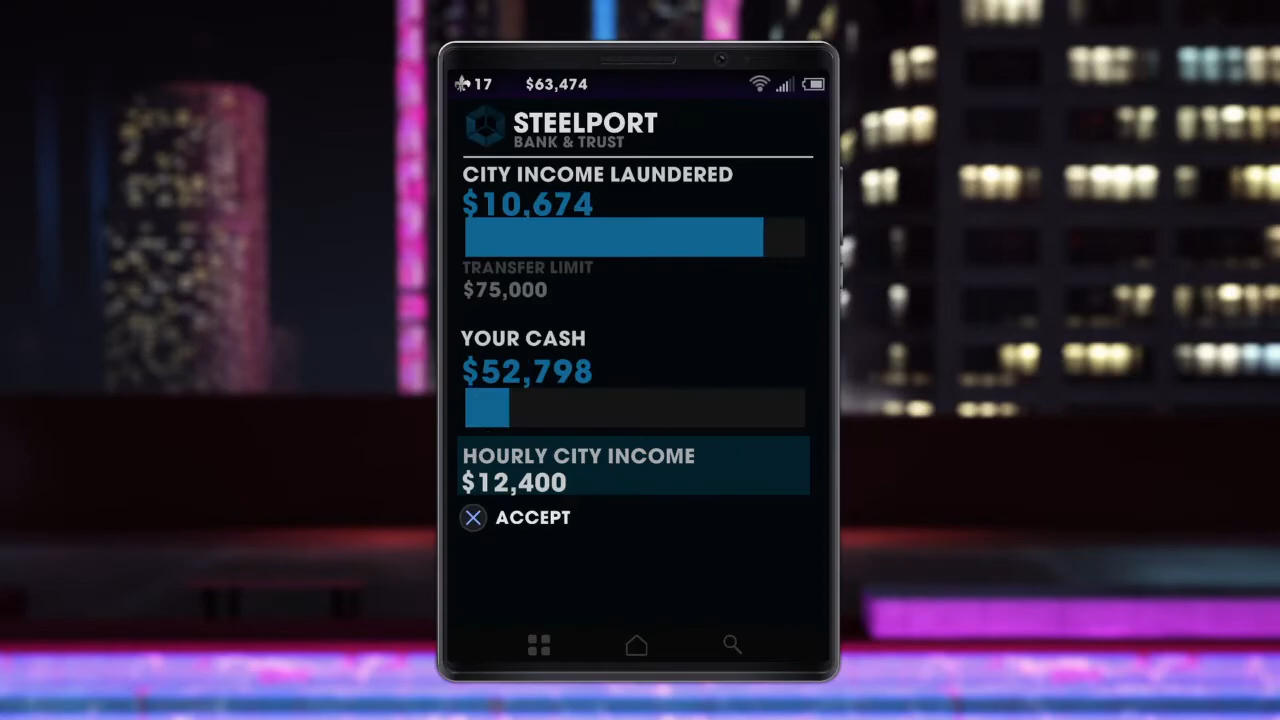 17 $63,474
STEELPORT
BANK & TRUST
CITY INCOME LAUNDERED
$10,674
TRANSFER LIMIT
$75,000
YOUR CASH
$52,798
HOURLY CITY INCOME
$12,400
ACCEPT